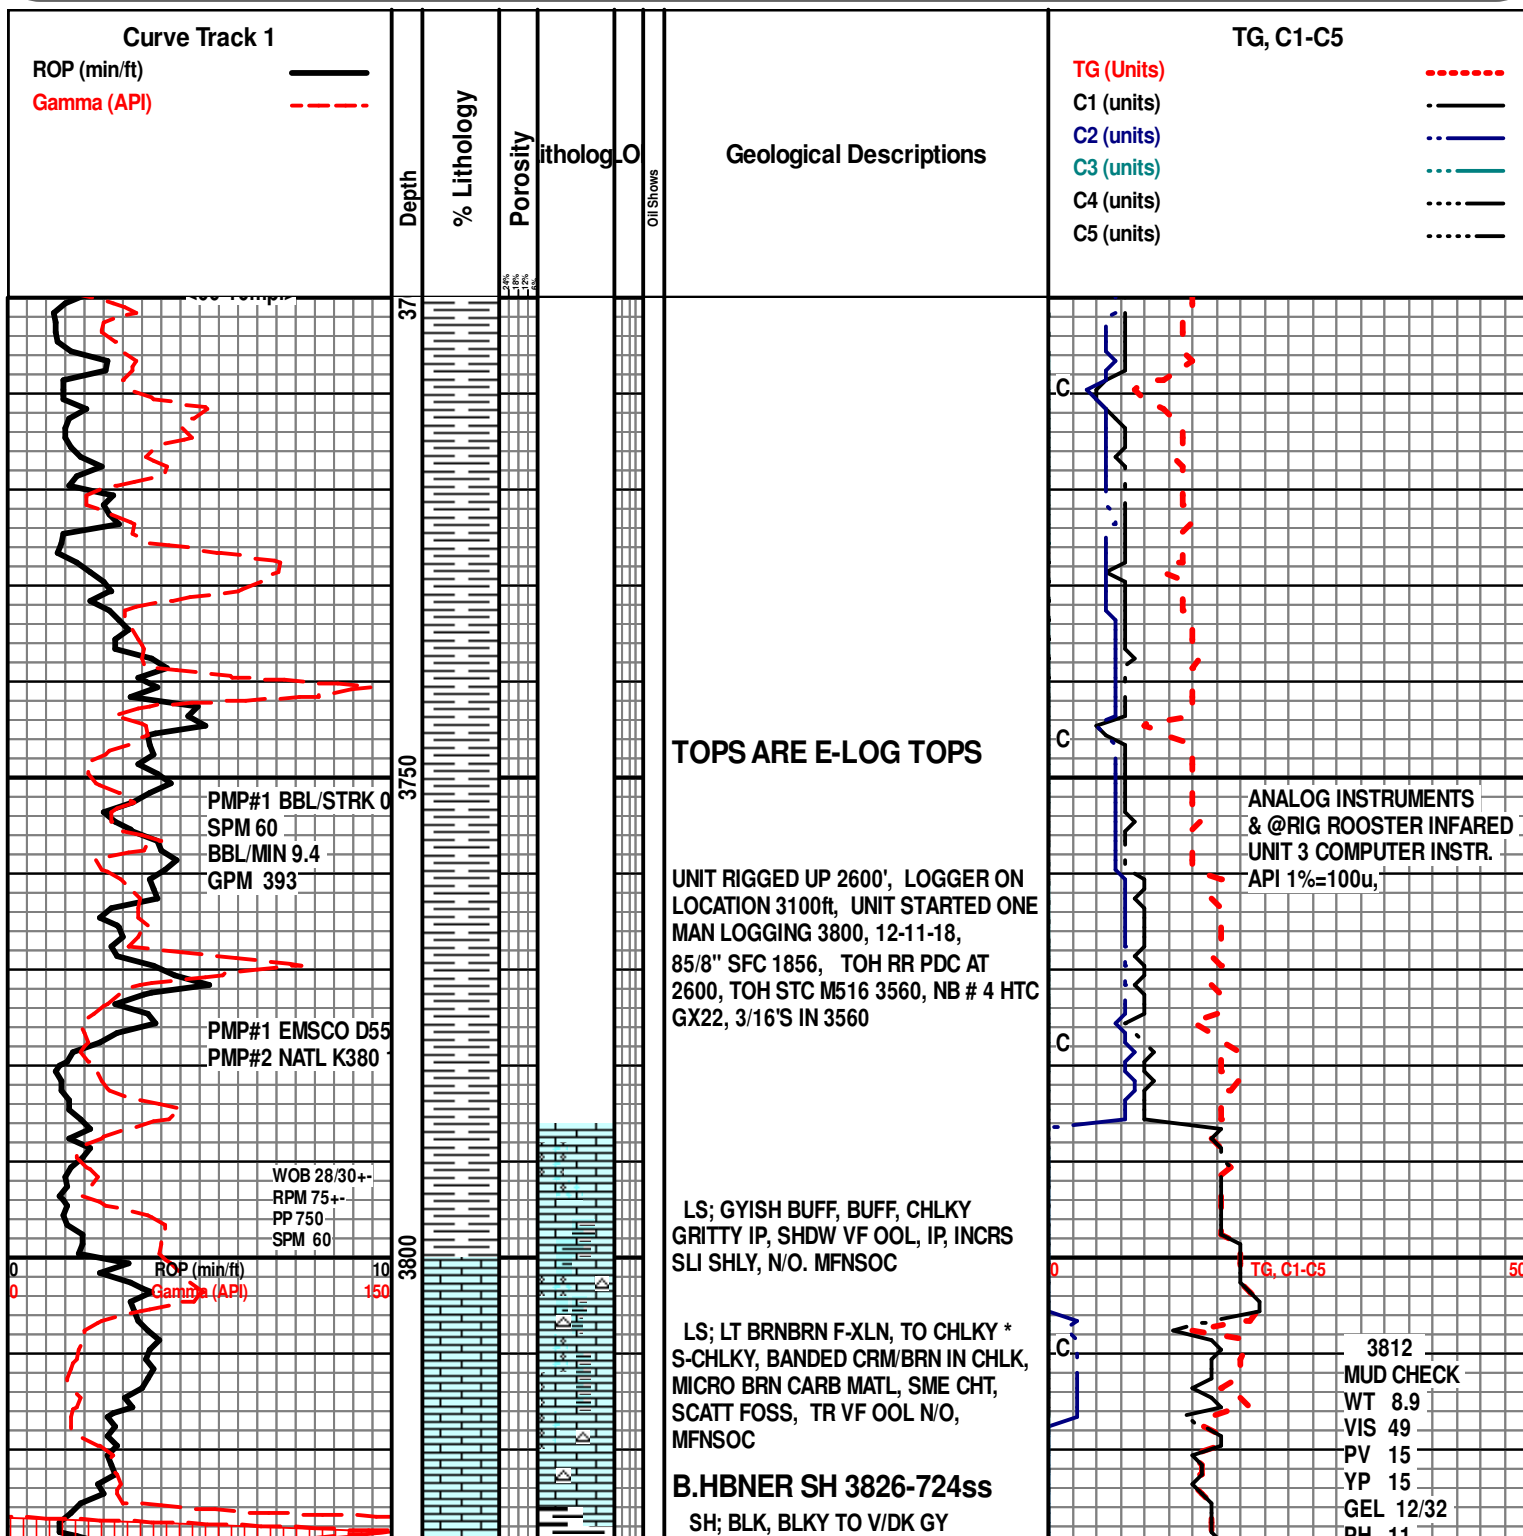 Curve Track 1
ROP (min/ft)
Gamma (API)
Depth
% Lithology
Porosity
24%
18%
12%
6%
itholog
LO
Oil Shows
Geological Descriptions
TG, C1-C5
TG (Units)
C1 (units)
C2 (units)
C3 (units)
C4 (units)
C5 (units)
37
C
C
3750
TOPS ARE E-LOG TOPS
PMP#1 BBL/STRK 0
SPM 60
BBL/MIN 9.4
GPM 393
ANALOG INSTRUMENTS
& @RIG ROOSTER INFARED
UNIT 3 COMPUTER INSTR.
API 1%=100u,
UNIT RIGGED UP 2600', LOGGER ON
LOCATION 3100ft, UNIT STARTED ONE
MAN LOGGING 3800, 12-11-18,
85/8" SFC 1856, TOH RR PDC AT
2600, TOH STC M516 3560, NB # 4 HTC
GX22, 3/16'S IN 3560
PMP#1 EMSCO D55
PMP#2 NATL K380
C
WOB 28/30+-
RPM 75+-
PP 750
SPM 60
LS; GYISH BUFF, BUFF, CHLKY
GRITTY IP, SHDW VF OOL, IP, INCRS
SLI SHLY, N/O. MFNSOC
3800
0 ROP (min/ft) 10
0 Gamma (API) 150
0 TG, C1-C5 50
LS; LT BRNBRN F-XLN, TO CHLKY *
S-CHLKY, BANDED CRM/BRN IN CHLK,
MICRO BRN CARB MATL, SME CHT,
SCATT FOSS, TR VF OOL N/O,
MFNSOC
C
3812
MUD CHECK
WT 8.9
VIS 49
PV 15
YP 15
GEL 12/32
PH 11
B.HBNER SH 3826-724ss
SH; BLK, BLKY TO V/DK GY